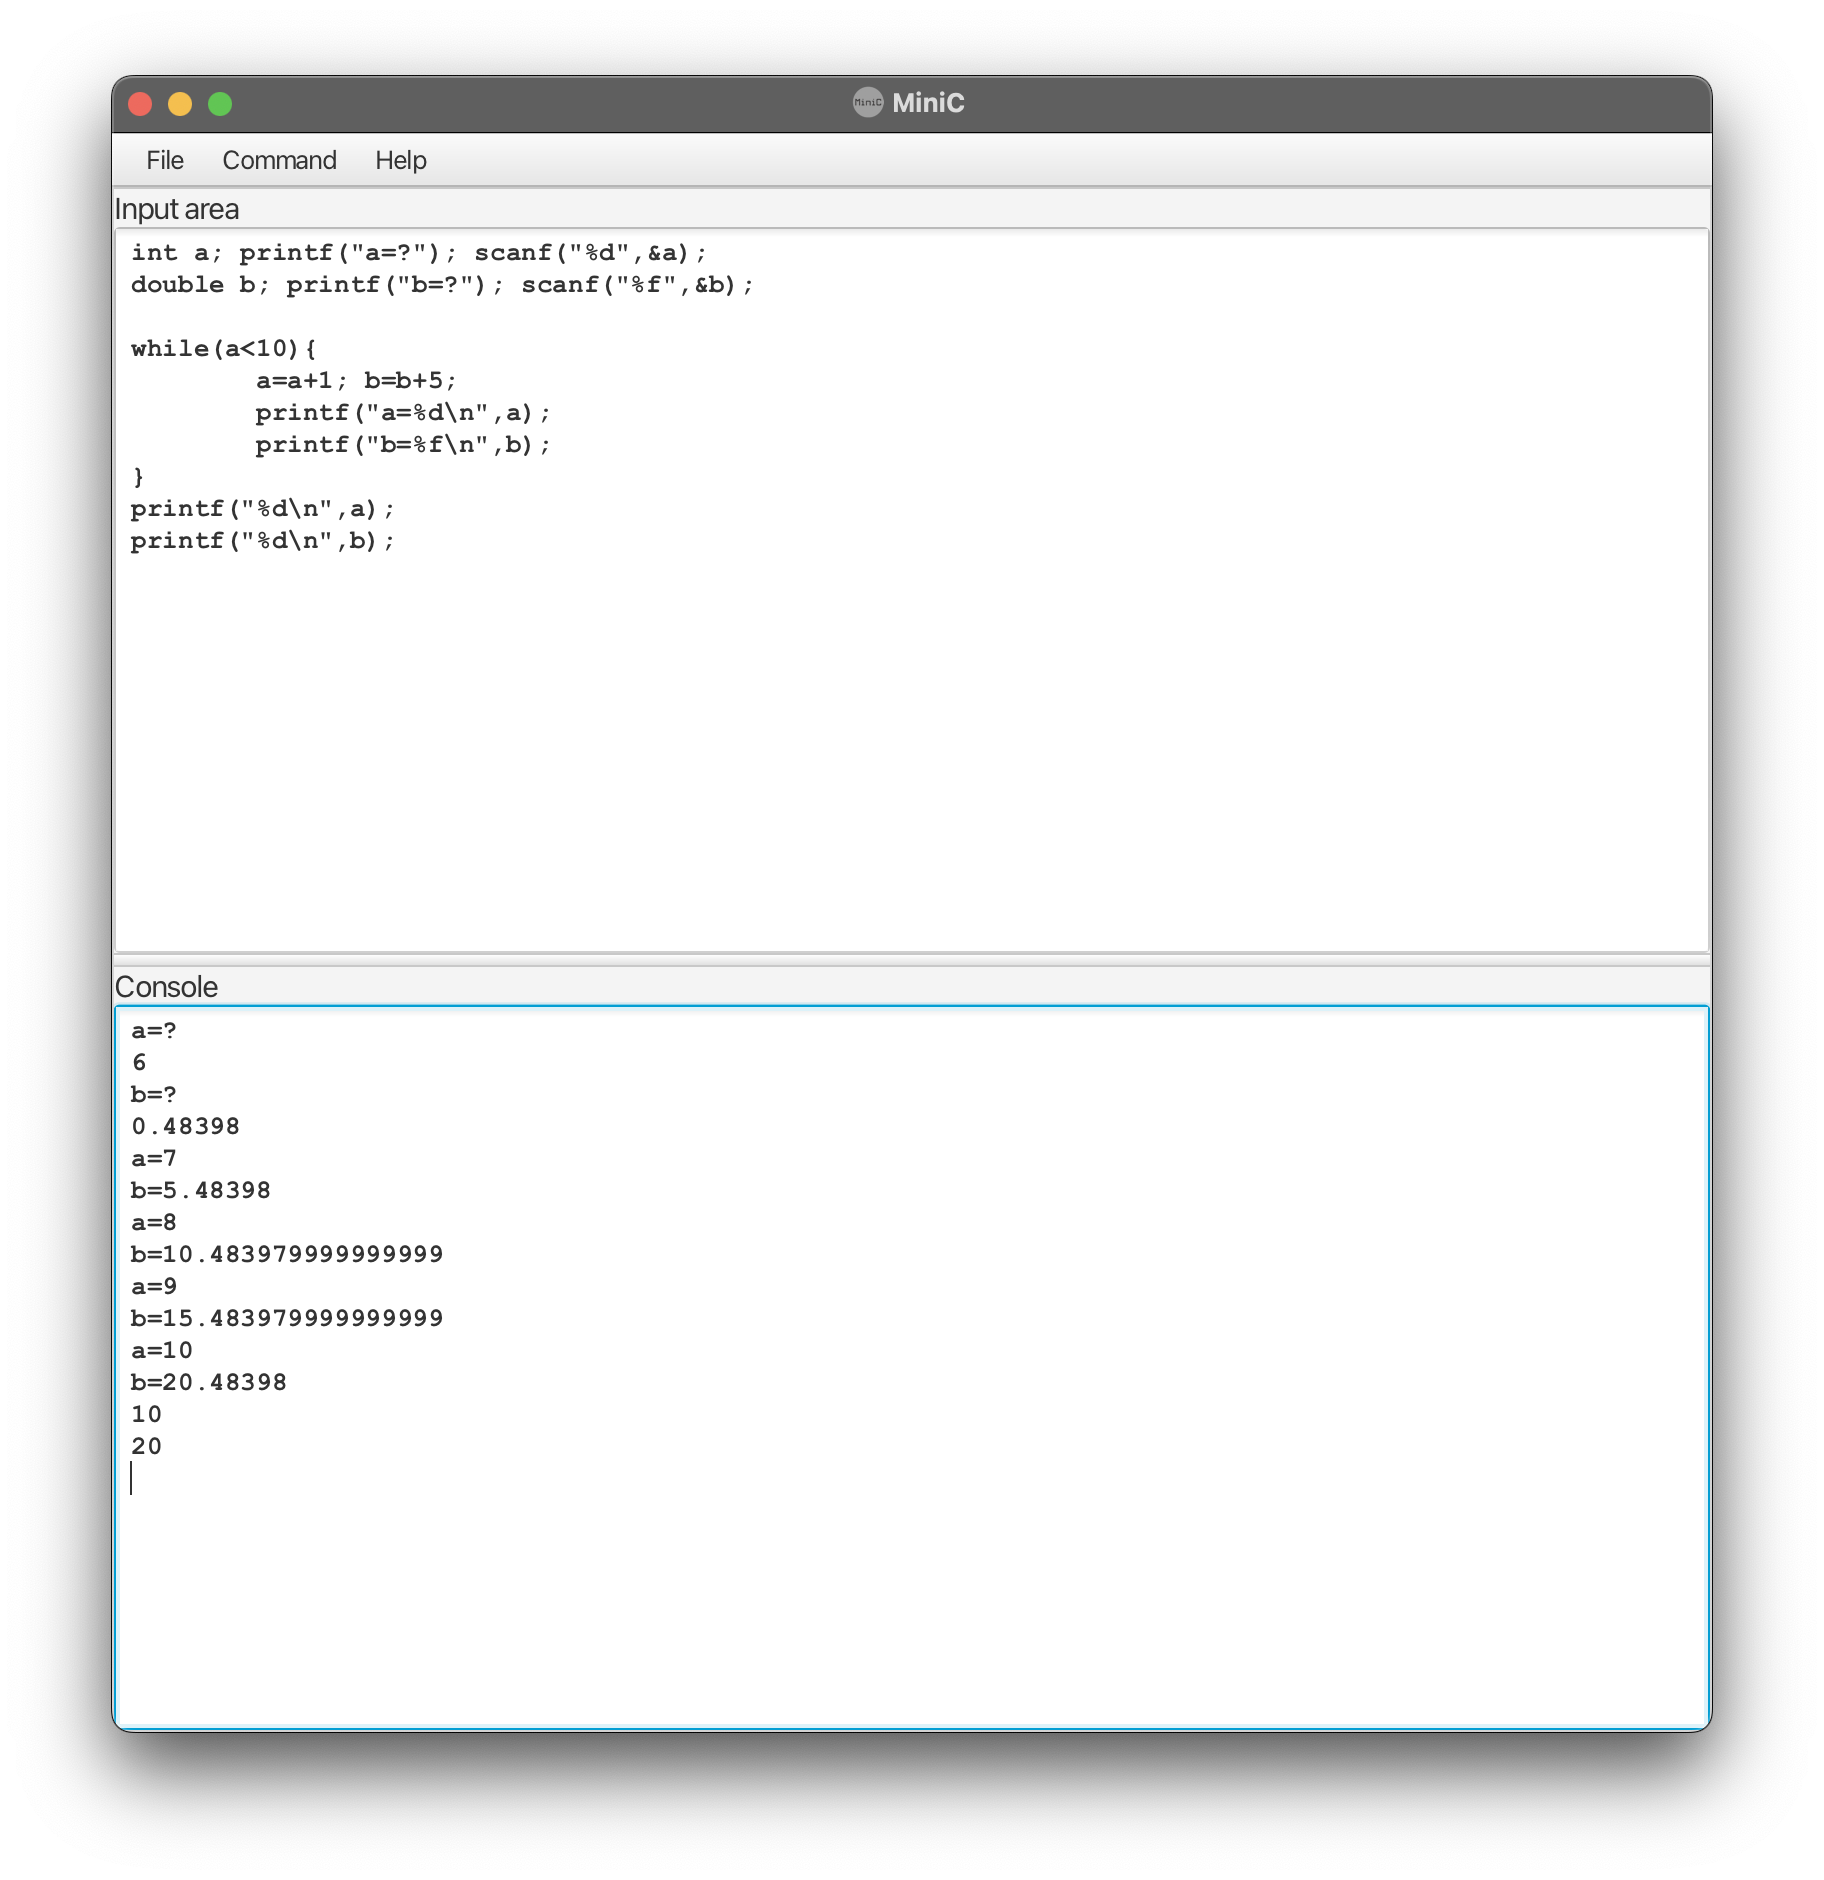 MiniC MiniC
File Command Help
Input area
int a; printf("a=?"); scanf("%d",&a);
double b; printf("b=?"); scanf("%f",&b);
while(a<10){
a=a+1; b=b+5;
printf("a=%d\n",a);
printf("b=%f\n",b);
}
printf("%d\n",a);
printf("%d\n",b);
Console
a=?
6
b=?
0.48398
a=7
b=5.48398
a=8
b=10.483979999999999
a=9
b=15.483979999999999
a=10
b=20.48398
10
20